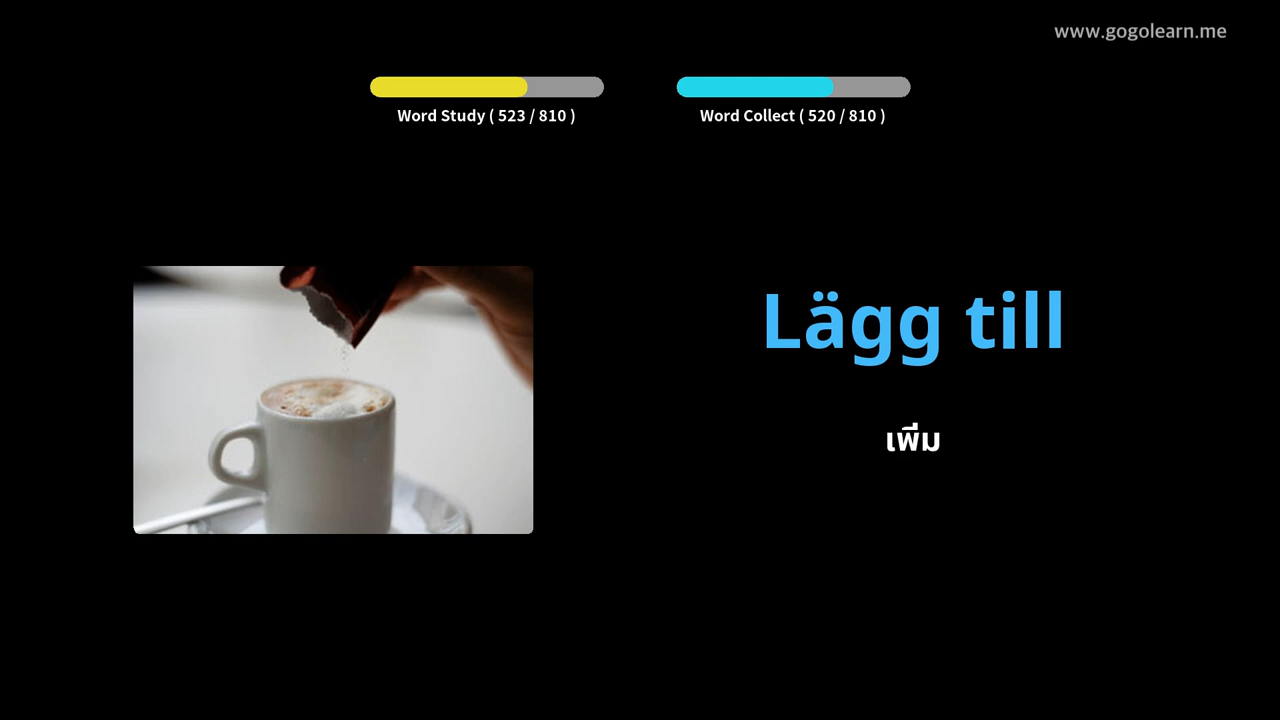 www.gogolearn.me
Word Study ( 523 / 810 )
Word Collect ( 520 / 810 )
Lägg till
เพิ่ม